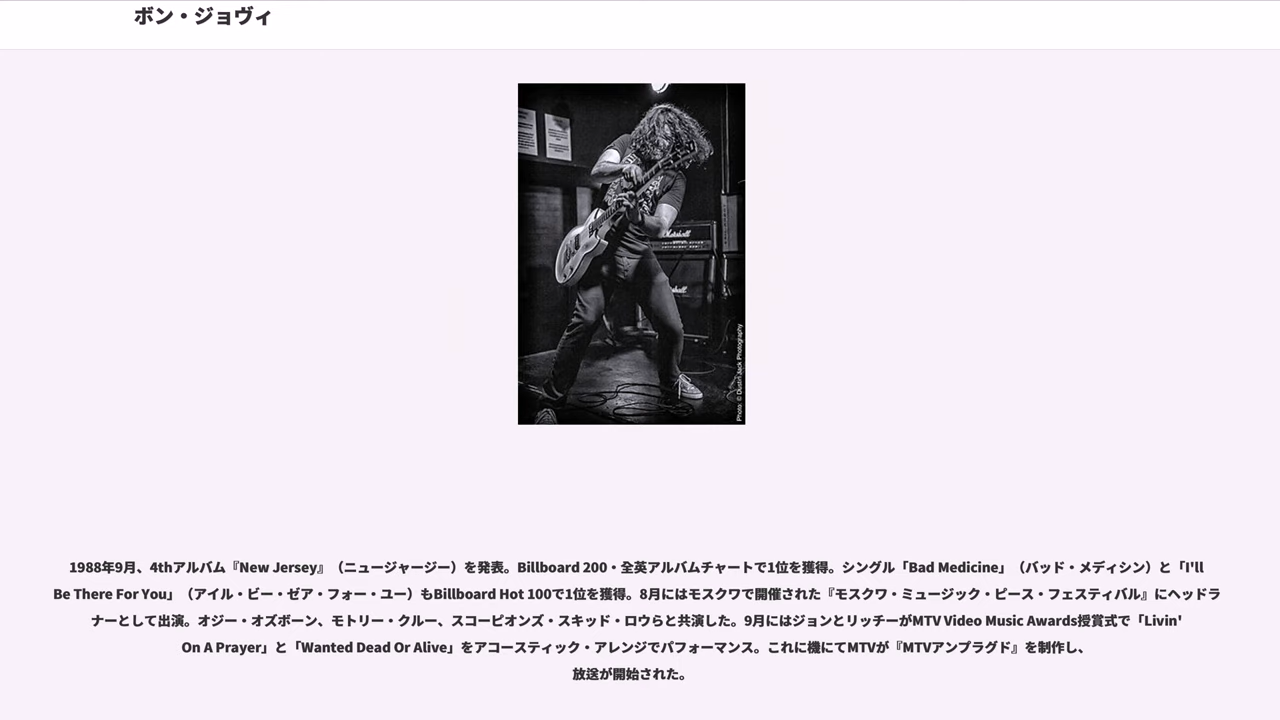 ボン・ジョヴィ
Marshall
Photo: © Dustin Jack Photography
1988年9月、4thアルバム『New Jersey』（ニュージャージー）を発表。Billboard 200・全英アルバムチャートで1位を獲得。シングル「Bad Medicine」（バッド・メディシン）と「I'll
Be There For You」（アイル・ビー・ゼア・フォー・ユー）もBillboard Hot 100で1位を獲得。8月にはモスクワで開催された『モスクワ・ミュージック・ピース・フェスティバル』にヘッドラ
ナーとして出演。オジー・オズボーン、モトリー・クルー、スコーピオンズ・スキッド・ロウらと共演した。9月にはジョンとリッチーがMTV Video Music Awards授賞式で「Livin'
On A Prayer」と「Wanted Dead Or Alive」をアコースティック・アレンジでパフォーマンス。これに機にてMTVが『MTVアンプラグド』を制作し、
放送が開始された。